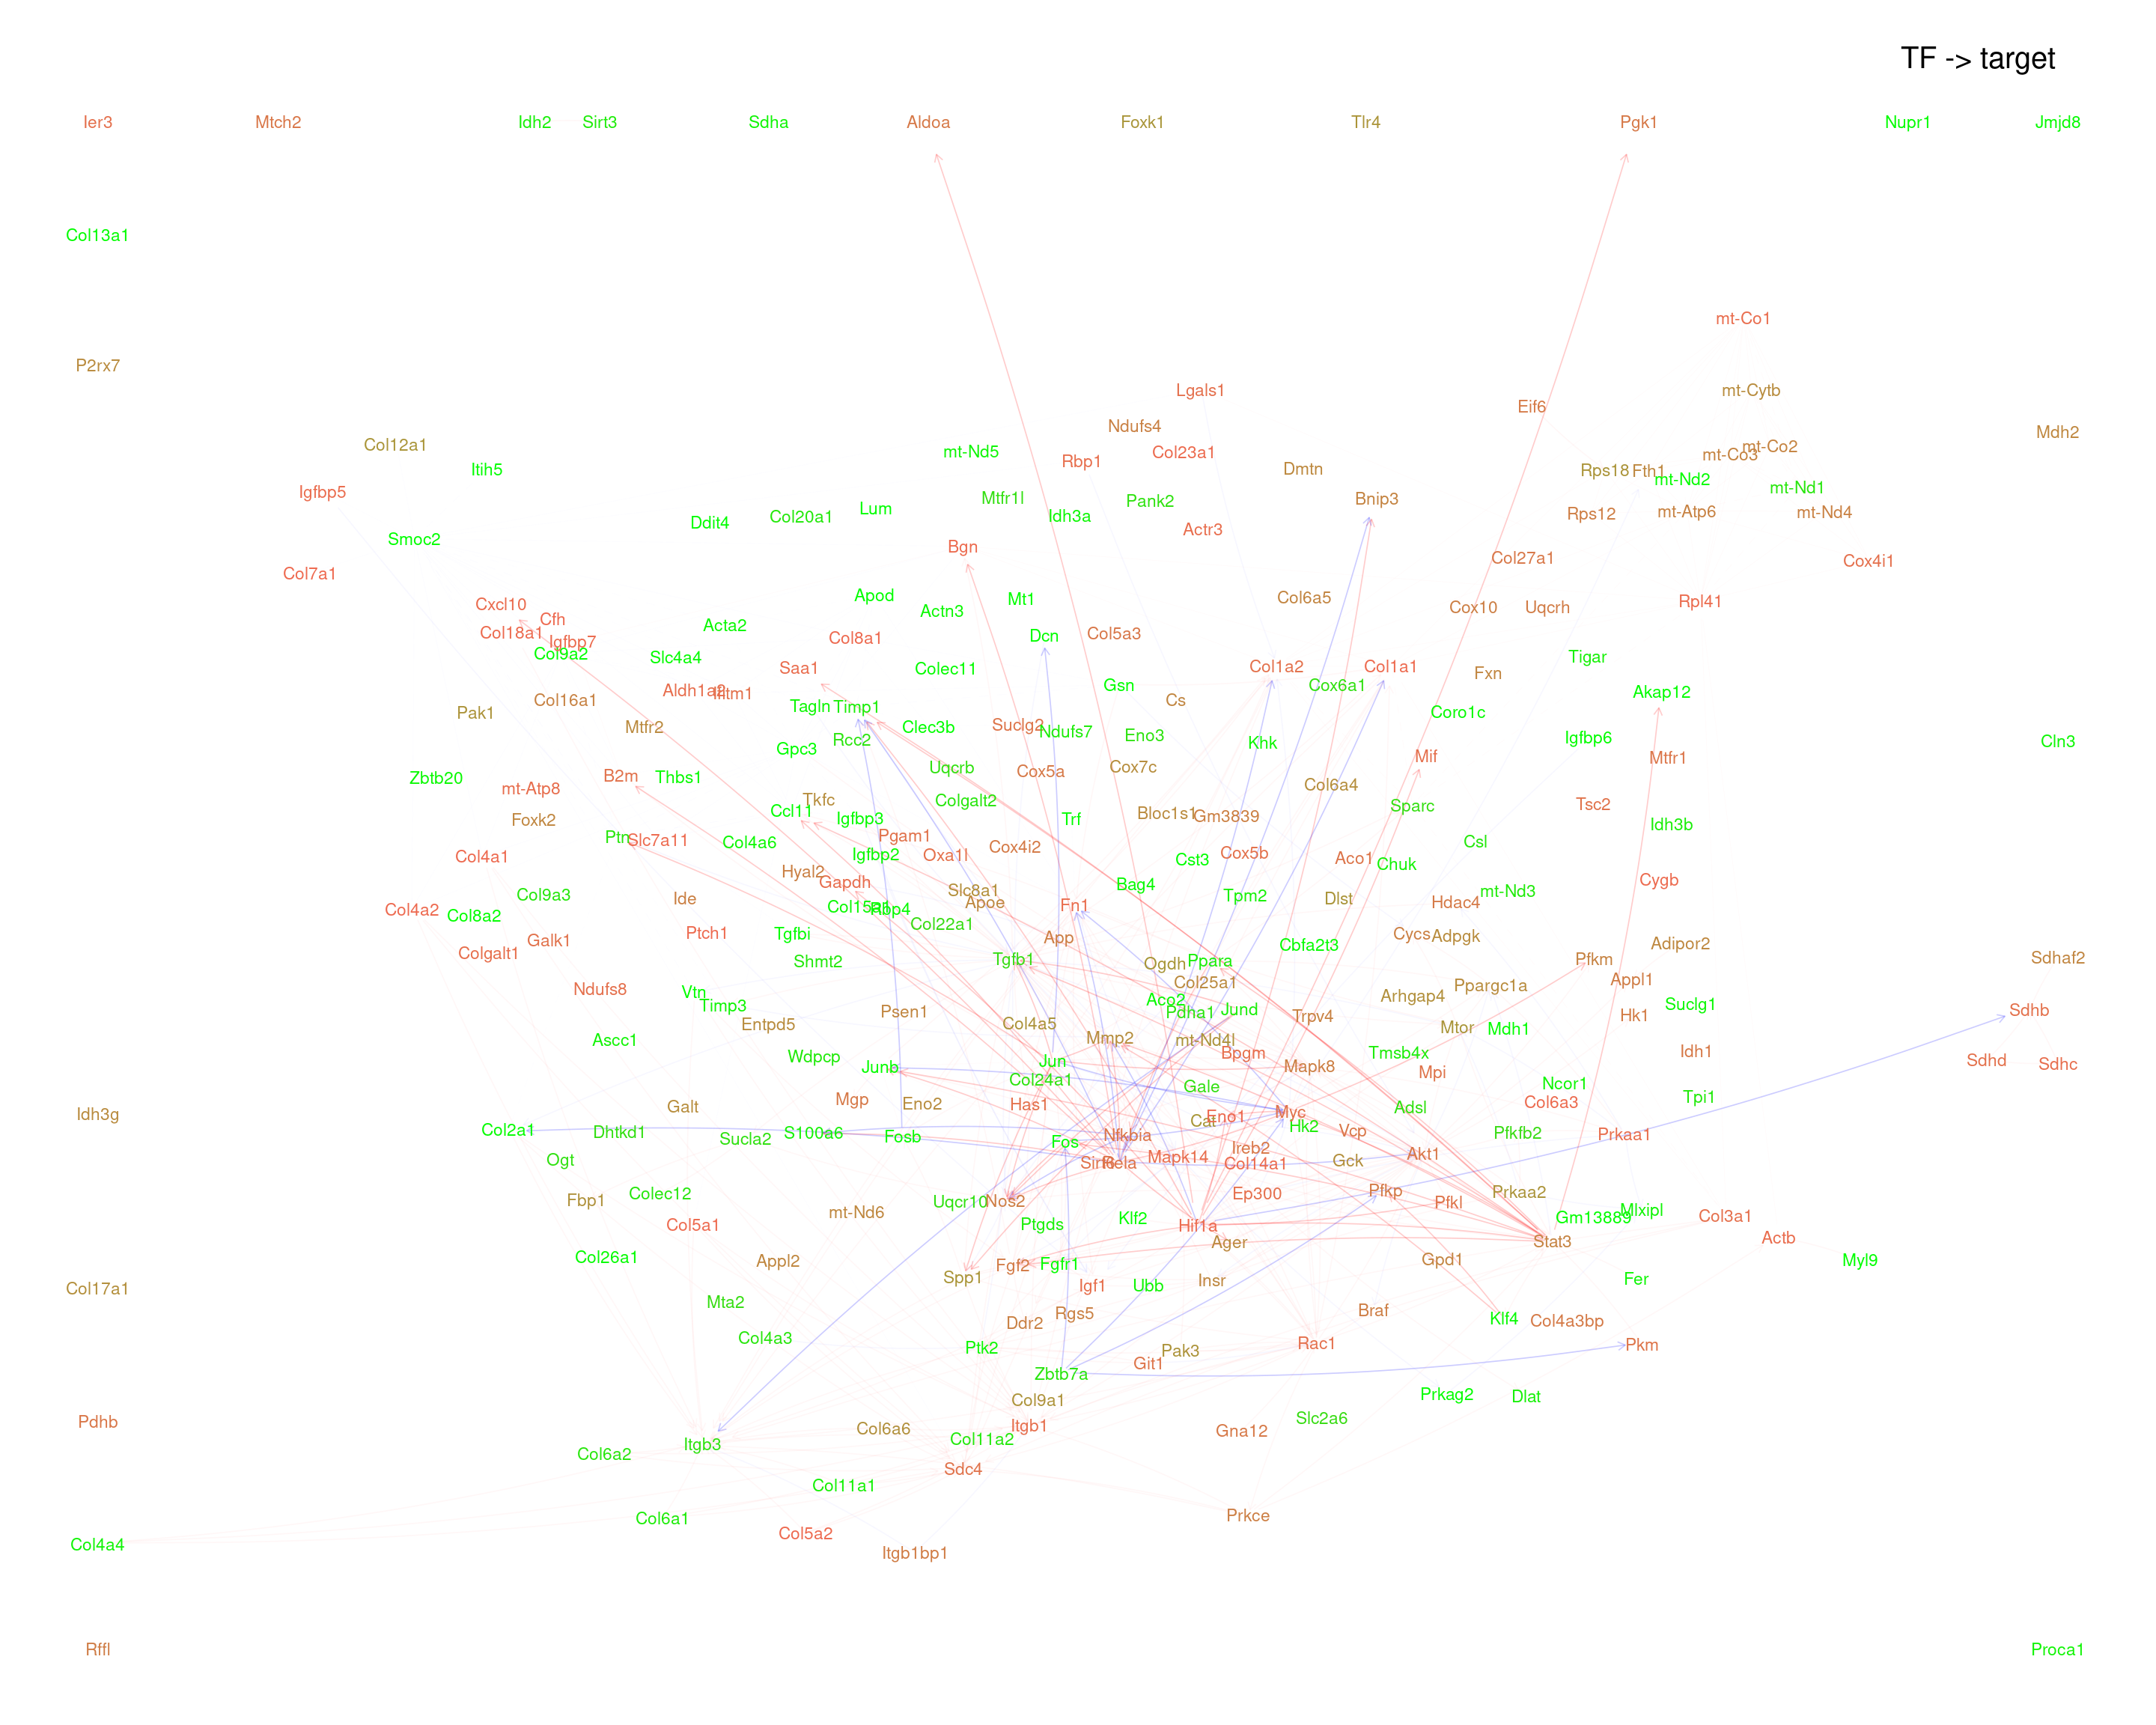 TF -> target
Ier3
Mtch2
Idh2
Sirt3
Sdha
Aldoa
Foxk1
Tlr4
Pgk1
Nupr1
Jmjd8
Col13a1
mt-Co1
P2rx7
Lgals1
mt-Cytb
Eif6
Ndufs4
Mdh2
Col12a1
mt-Co2
mt-Nd5
Col23a1
mt-Co3
Rbp1
Itih5
Dmtn
Rps18
Fth1
mt-Nd2
mt-Nd1
Igfbp5
Mtfr1l
Pank2
Bnip3
Lum
Col20a1
Idh3a
Ddit4
Rps12
mt-Atp6
mt-Nd4
Actr3
Smoc2
Bgn
Col27a1
Cox4i1
Col7a1
Apod
Mt1
Col6a5
Rpl41
Cxcl10
Actn3
Cox10
Uqcrh
Cfh
Acta2
Col18a1
Igfbp7
Col8a1
Dcn
Col5a3
Col9a2
Slc4a4
Saa1
Colec11
Col1a2
Col1a1
Tigar
Fxn
Aldh1a2
Ifitm1
Gsn
Cox6a1
Akap12
Col16a1
Cs
Pak1
Tagln
Timp1
Coro1c
Mtfr2
Clec3b
Suclg2
Ndufs7
Eno3
Rcc2
Gpc3
Khk
Igfbp6
Cln3
Mif
Mtfr1
Zbtb20
B2m
Thbs1
Uqcrb
Cox5a
Cox7c
mt-Atp8
Col6a4
Tkfc
Colgalt2
Sparc
Tsc2
Foxk2
Ccl11
Igfbp3
Trf
Bloc1s1
Gm3839
Idh3b
Ptn
Slc7a11
Col4a6
Pgam1
Cox4i2
Csl
Col4a1
Igfbp2
Oxa1l
Cst3
Cox5b
Aco1
Chuk
Hyal2
Gapdh
Slc8a1
Bag4
Cygb
Col9a3
Ide
Apoe
Tpm2
Dlst
Hdac4
mt-Nd3
Col4a2
Col8a2
Rbp4
Col22a1
Fn1
Colgalt1
Galk1
Ptch1
Tgfbi
App
Cbfa2t3
Cycs
Adpgk
Adipor2
Shmt2
Tgfb1
Ogdh
Ppara
Pfkm
Sdhaf2
Ndufs8
Vtn
Timp3
Col25a1
Aco2
Arhgap4
Ppargc1a
Appl1
Suclg1
Psen1
Pdha1
Jund
Trpv4
Hk1
Sdhb
Entpd5
Col4a5
Mtor
Mdh1
Ascc1
Mmp2
mt-Nd4l
Wdpcp
Junb
Jun
Bpgm
Mapk8
Tmsb4x
Mpi
Idh1
Sdhd
Sdhc
Col24a1
Gale
Ncor1
Idh3g
Galt
Mgp
Eno2
Has1
Eno1
Myc
Adsl
Col6a3
Tpi1
Col2a1
Dhtkd1
Sucla2
S100a6
Fosb
Fos
Nfkbia
Cat
Hk2
Vcp
Pfkfb2
Prkaa1
Ogt
Rela
Mapk14
Ireb2
Col14a1
Gck
Akt1
Fbp1
Colec12
Uqcr10
Nos2
Ep300
Pfkp
Pfkl
Prkaa2
Col5a1
mt-Nd6
Ptgds
Klf2
Hif1a
Gm13889
Mlxipl
Col3a1
Actb
Col26a1
Appl2
Ager
Stat3
Gpd1
Myl9
Col17a1
Spp1
Fgf2
Fgfr1
Igf1
Ubb
Insr
Fer
Mta2
Ddr2
Rgs5
Braf
Klf4
Col4a3bp
Col4a3
Ptk2
Git1
Pak3
Rac1
Pkm
Zbtb7a
Col9a1
Prkag2
Dlat
Pdhb
Itgb3
Col6a6
Col11a2
Itgb1
Gna12
Slc2a6
Col6a2
Sdc4
Col11a1
Col6a1
Col5a2
Prkce
Col4a4
Itgb1bp1
Rffl
Proca1